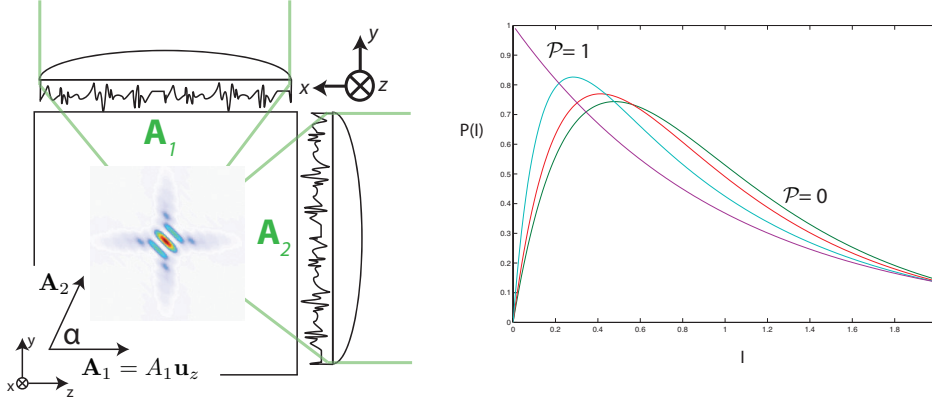 y
x
z
A1
A2
A2
α
A1 = A1uz
y
x
z
P(I)
1
0.9
0.8
0.7
0.6
0.5
0.4
0.3
0.2
0.1
0
𝒫= 1
𝒫= 0
0 0.2 0.4 0.6 0.8 1 1.2 1.4 1.6 1.8
I